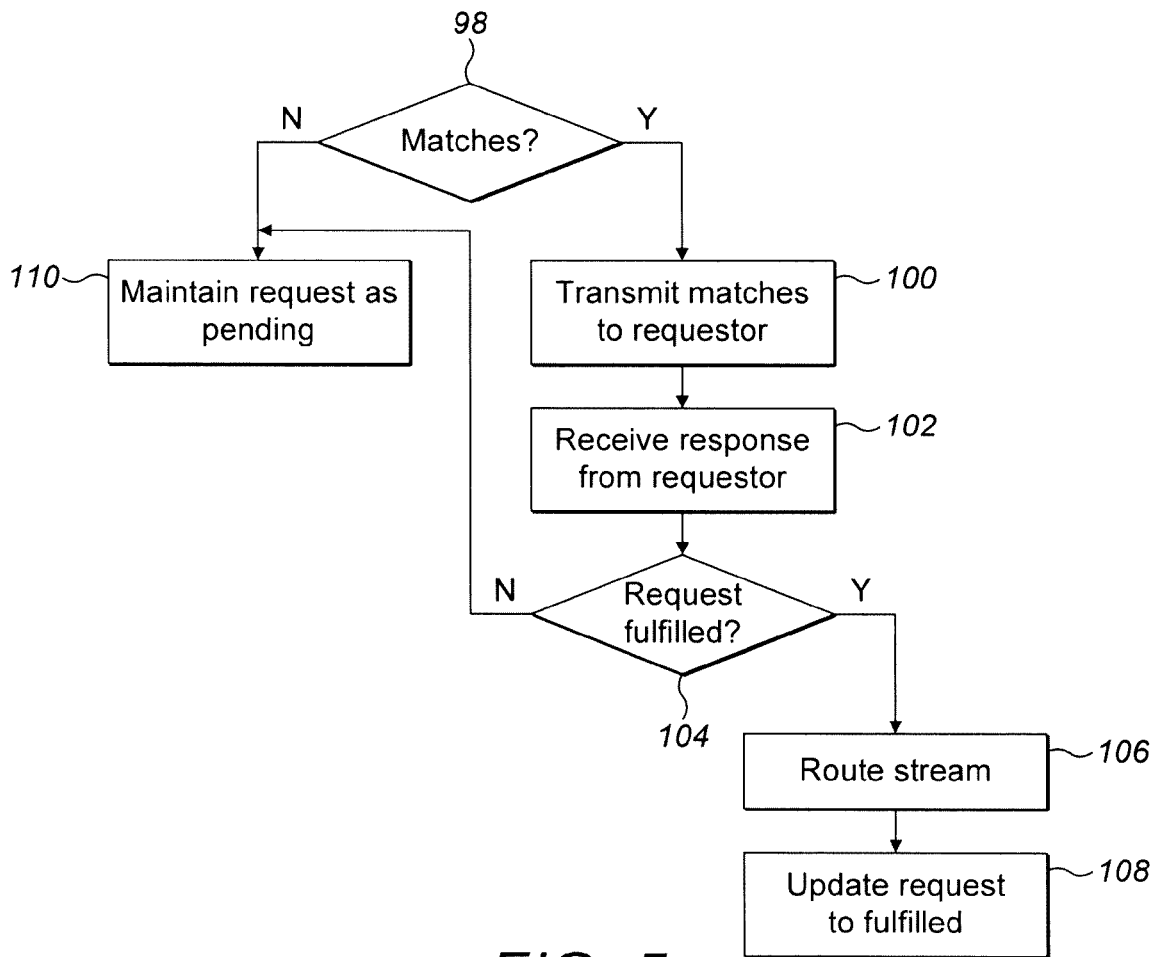 98
N
Matches?
Y
110
Maintain request as
pending
Transmit matches
to requestor
100
Receive response
from requestor
102
N
Request
fulfilled?
Y
104
Route stream
106
Update request
to fulfilled
108